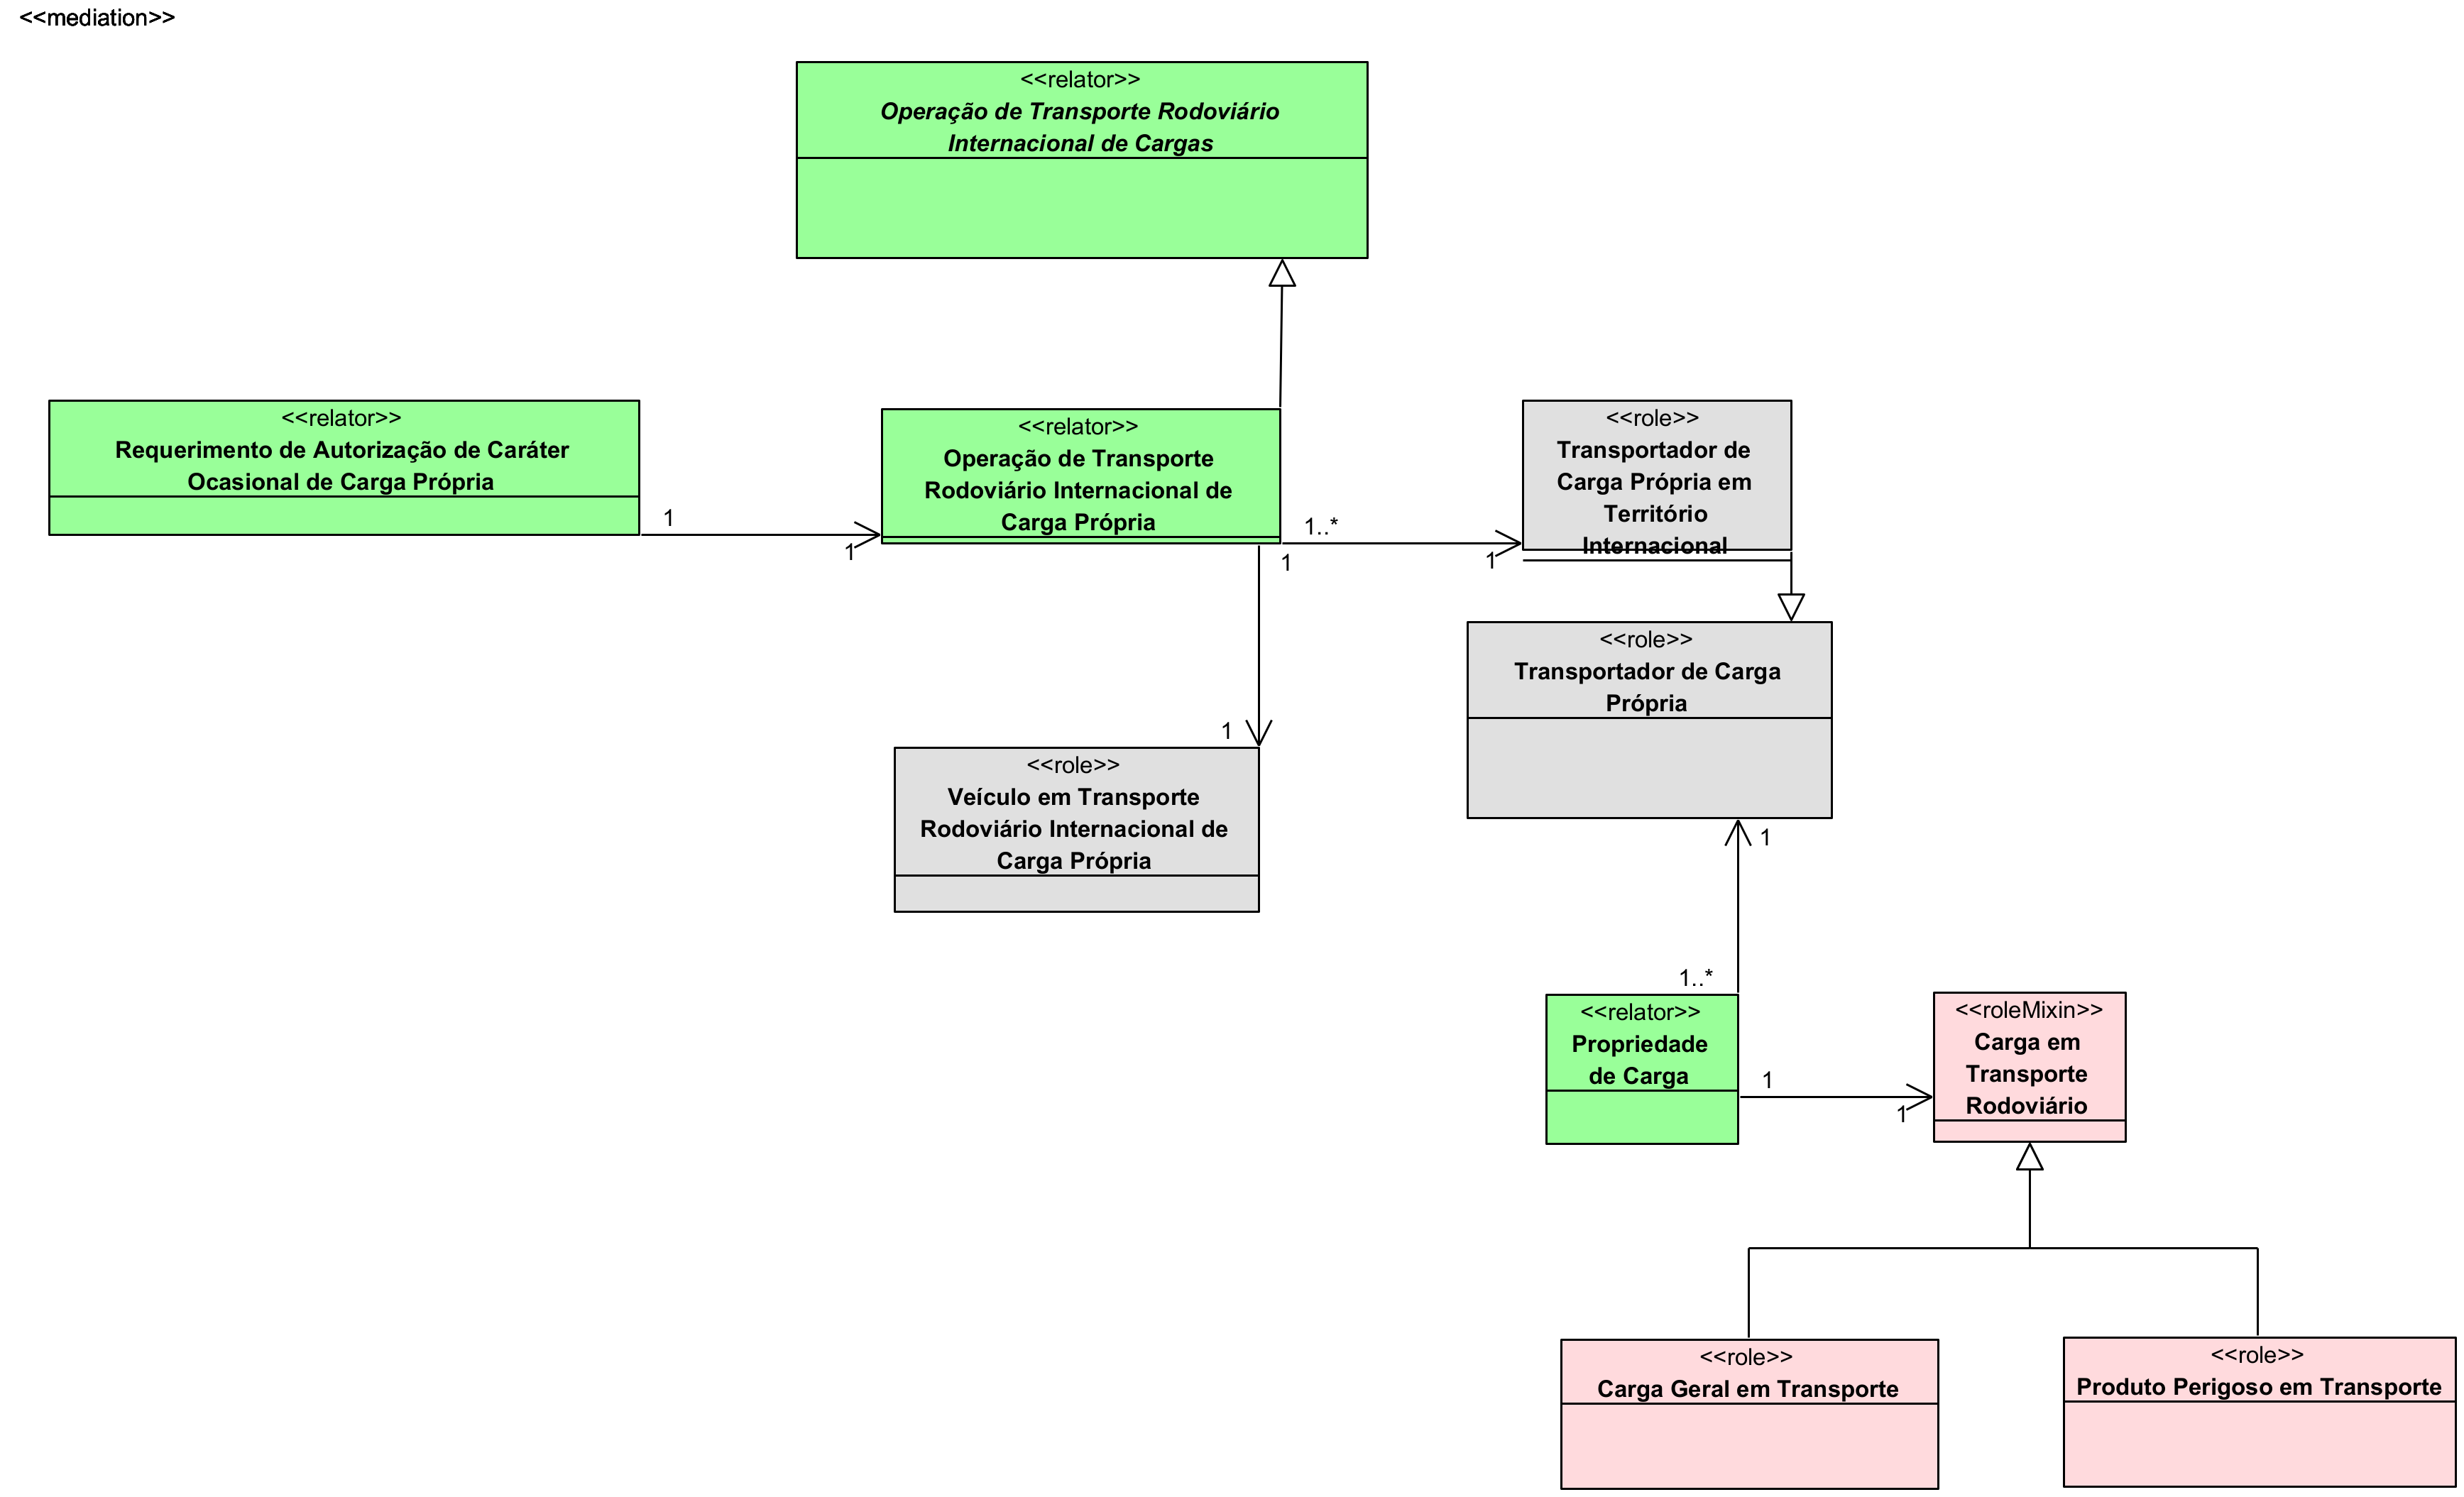 <<mediation>>
<<relator>>
Operação de Transporte Rodoviário
Internacional de Cargas
<<relator>>
Requerimento de Autorização de Caráter
Ocasional de Carga Própria
1
1
<<relator>>
Operação de Transporte
Rodoviário Internacional de
Carga Própria
1..*
1
1
<<role>>
Transportador de
Carga Própria em
Território
Internacional
<<role>>
Transportador de Carga
Própria
1
<<role>>
Veículo em Transporte
Rodoviário Internacional de
Carga Própria
1
1..*
<<relator>>
Propriedade
de Carga
1
1
<<roleMixin>>
Carga em
Transporte
Rodoviário
<<role>>
Carga Geral em Transporte
<<role>>
Produto Perigoso em Transporte